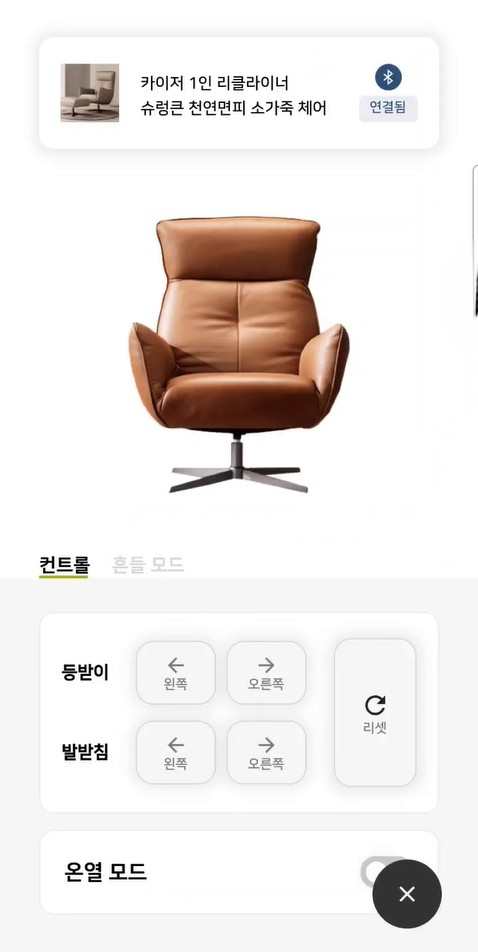 카이저 1인 리클라이너
슈렁큰 천연면피 소가죽 체어
연결됨
컨트롤 흔들 모드
등받이 왼쪽 오른쪽
리셋
발받침 왼쪽 오른쪽
온열 모드